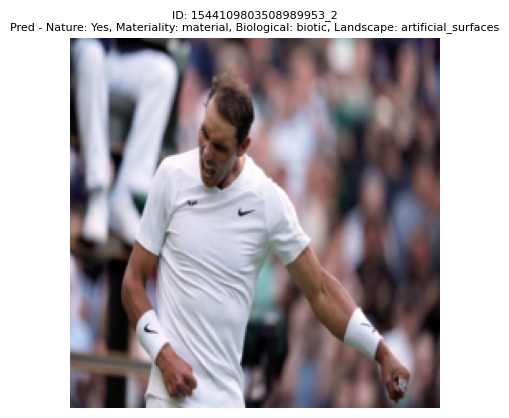 ID: 1544109803508989953_2
Pred - Nature: Yes, Materiality: material, Biological: biotic, Landscape: artificial_surfaces